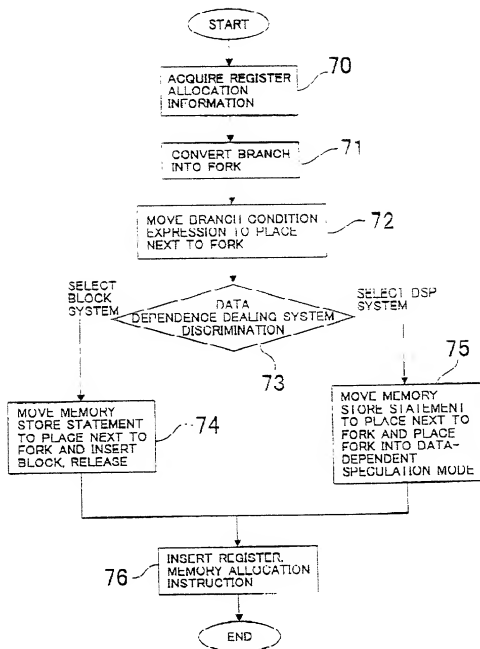 START
70
ACQUIRE REGISTER
ALLOCATION
INFORMATION
71
CONVERT BRANCH
INTO FORK
72
MOVE BRANCH CONDITION
EXPRESSION TO PLACE
NEXT TO FORK
SELECT
BLOCK
SYSTEM
DATA
DEPENDENCE DEALING SYSTEM
DISCRIMINATION
73
SELECT DSP
SYSTEM
74
MOVE MEMORY
STORE STATEMENT
TO PLACE NEXT TO
FORK AND INSERT
BLOCK, RELEASE
75
MOVE MEMORY
STORE STATEMENT
TO PLACE NEXT TO
FORK AND PLACE
FORK INTO DATA-
DEPENDENT
SPECULATION MODE
76
INSERT REGISTER,
MEMORY ALLOCATION
INSTRUCTION
END